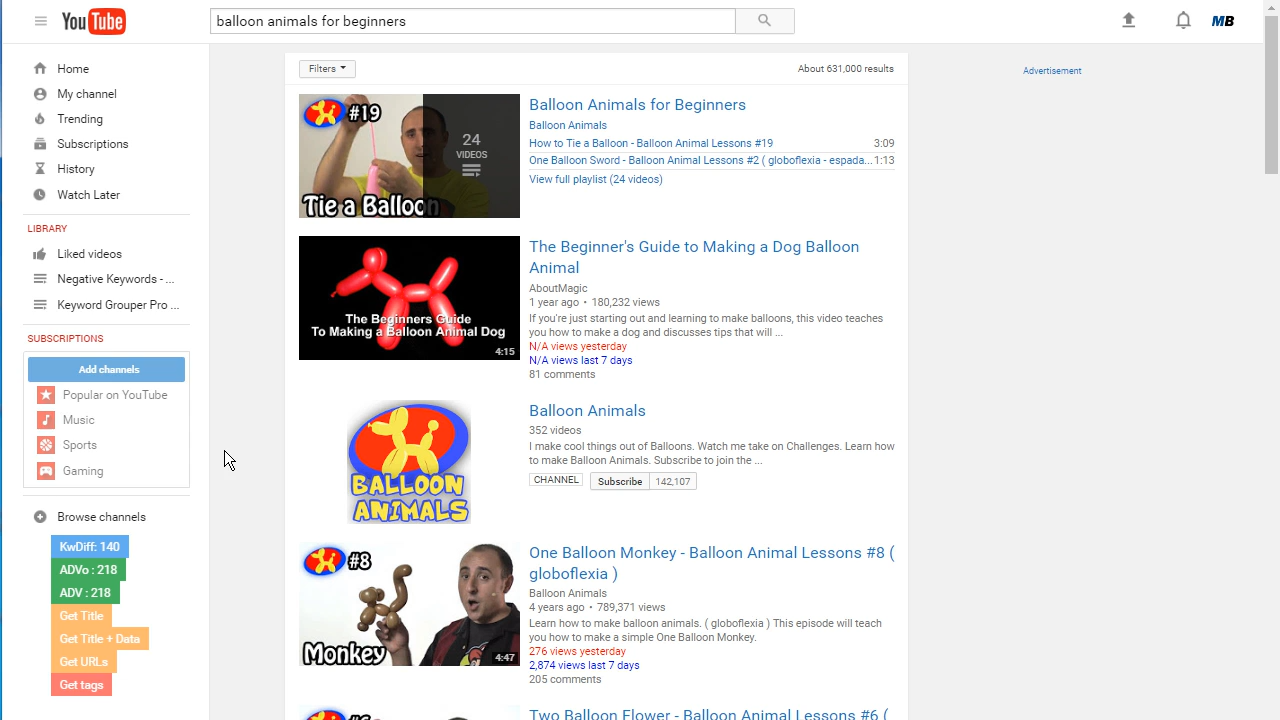 YouTube
balloon animals for beginners
MB
Home
My channel
Trending
Subscriptions
History
Watch Later
LIBRARY
Liked videos
Negative Keywords - ...
Keyword Grouper Pro ...
SUBSCRIPTIONS
Add channels
Popular on YouTube
Music
Sports
Gaming
Browse channels
KwDiff: 140
ADVo : 218
ADV : 218
Get Title
Get Title + Data
Get URLs
Get tags
Filters
About 631,000 results
#19
24
VIDEOS
Tie a Balloon
Balloon Animals for Beginners
Balloon Animals
How to Tie a Balloon - Balloon Animal Lessons #19 3:09
One Balloon Sword - Balloon Animal Lessons #2 ( globoflexia - espada... 1:13
View full playlist (24 videos)
The Beginners Guide
To Making a Balloon Animal Dog
4:15
The Beginner's Guide to Making a Dog Balloon
Animal
AboutMagic
1 year ago • 180,232 views
If you're just starting out and learning to make balloons, this video teaches
you how to make a dog and discusses tips that will ...
N/A views yesterday
N/A views last 7 days
81 comments
BALLOON
ANIMALS
Balloon Animals
352 videos
I make cool things out of Balloons. Watch me take on Challenges. Learn how
to make Balloon Animals. Subscribe to join the ...
CHANNEL Subscribe 142,107
#8
Monkey
4:47
One Balloon Monkey - Balloon Animal Lessons #8 (
globoflexia )
Balloon Animals
4 years ago • 789,371 views
Learn how to make balloon animals. ( globoflexia ) This episode will teach
you how to make a simple One Balloon Monkey.
276 views yesterday
2,874 views last 7 days
205 comments
Two Balloon Flower - Balloon Animal Lessons #6 (
Advertisement